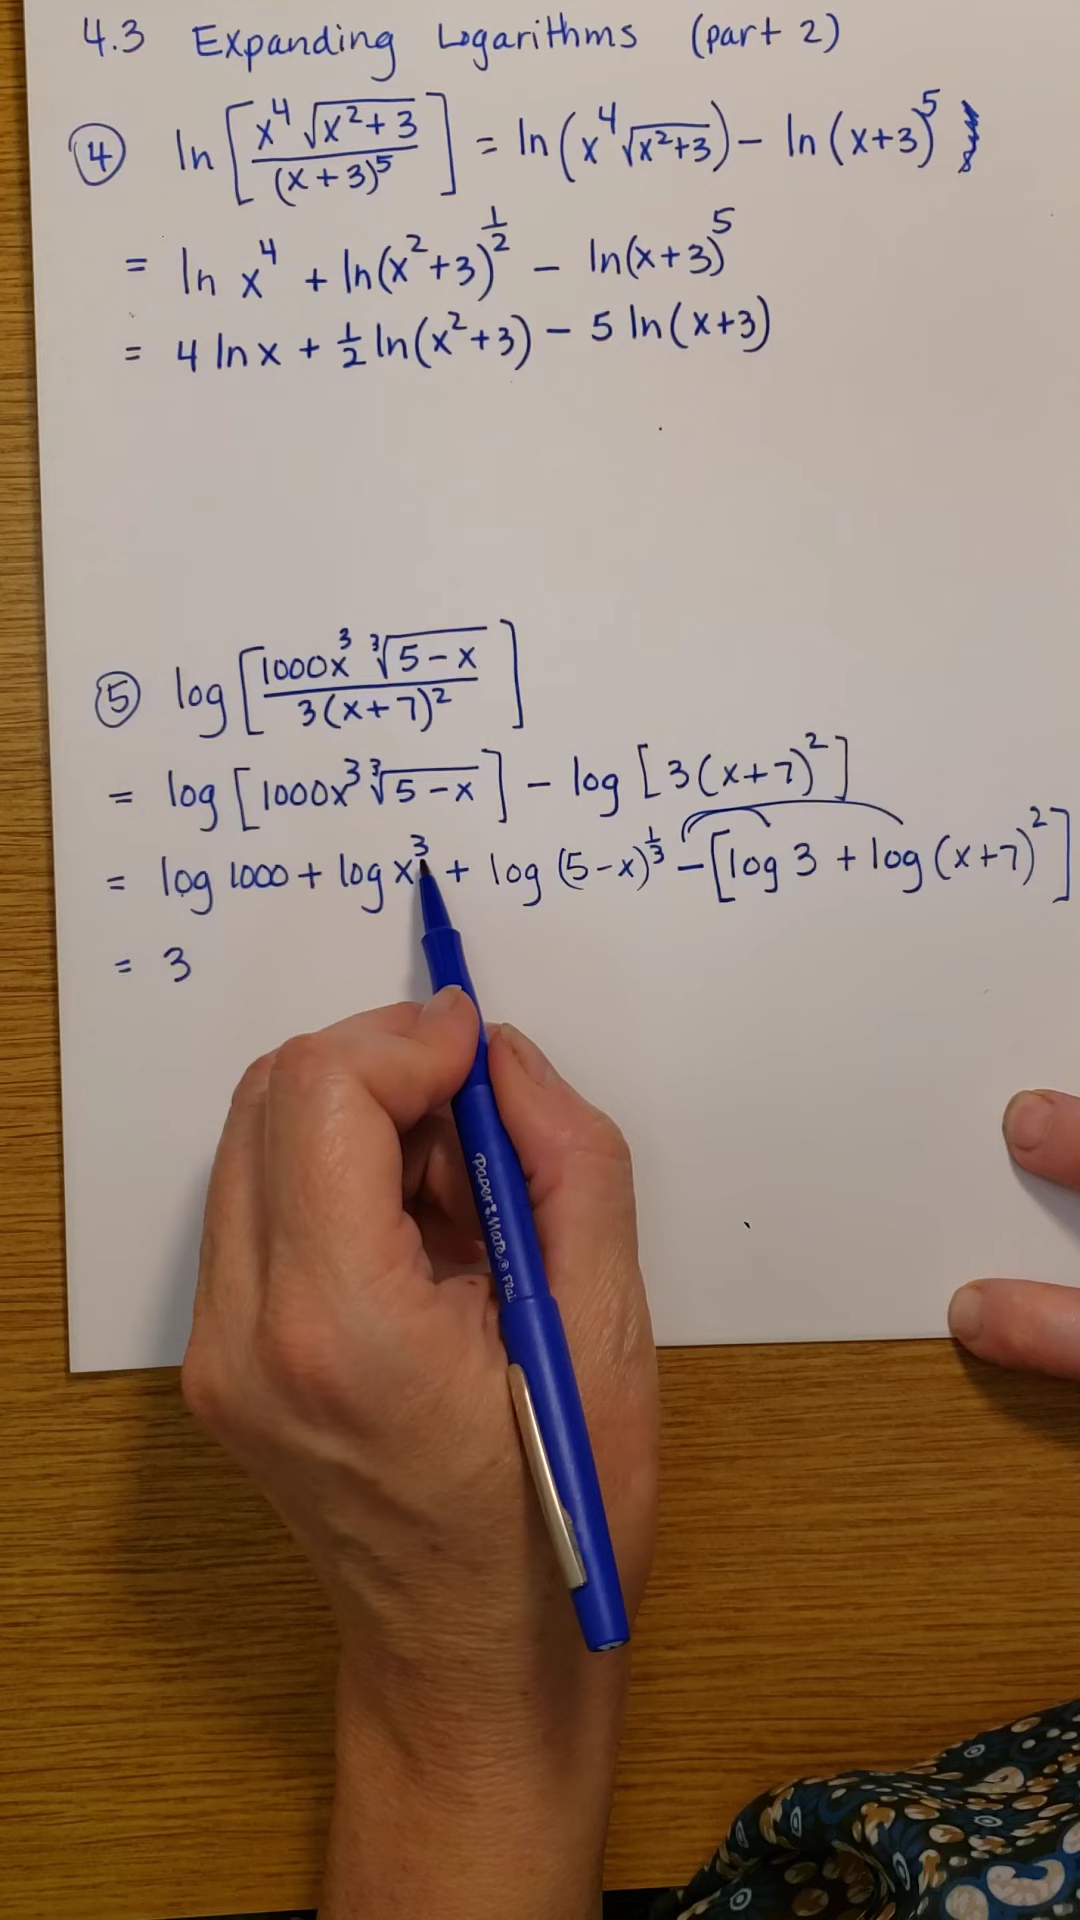 4.3 Expanding Logarithms (part 2)
④ ln [x⁴ √(x²+3) / (x+3)⁵] = ln(x⁴√(x²+3)) − ln(x+3)⁵
= ln x⁴ + ln(x²+3)^½ − ln(x+3)⁵
= 4 ln x + ½ ln(x²+3) − 5 ln(x+3)
⑤ log [1000x³ ∛(5−x) / 3(x+7)²]
= log [1000x³ ∛(5−x)] − log [3(x+7)²]
= log 1000 + log x³ + log (5−x)^⅓ − [log 3 + log (x+7)²]
= 3
Paper Mate® Flair